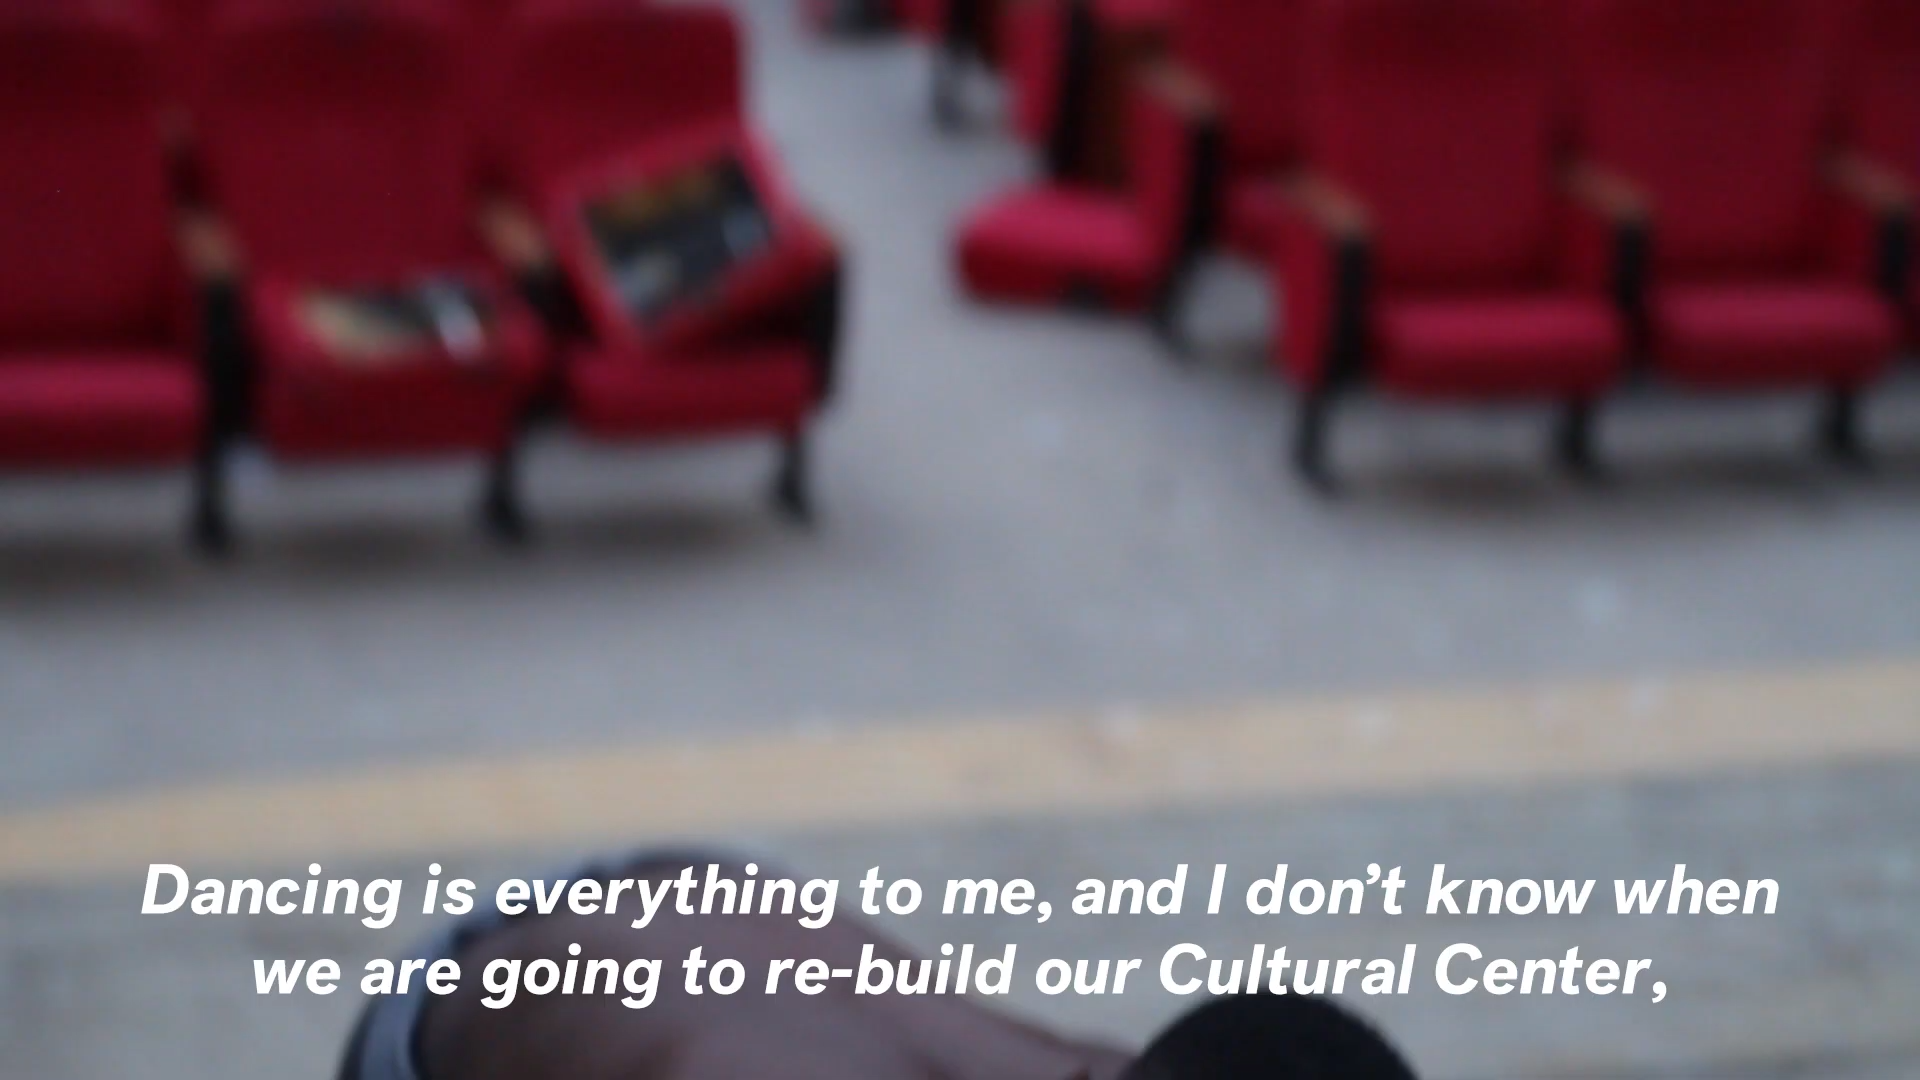 Dancing is everything to me, and I don’t know when
we are going to re-build our Cultural Center,